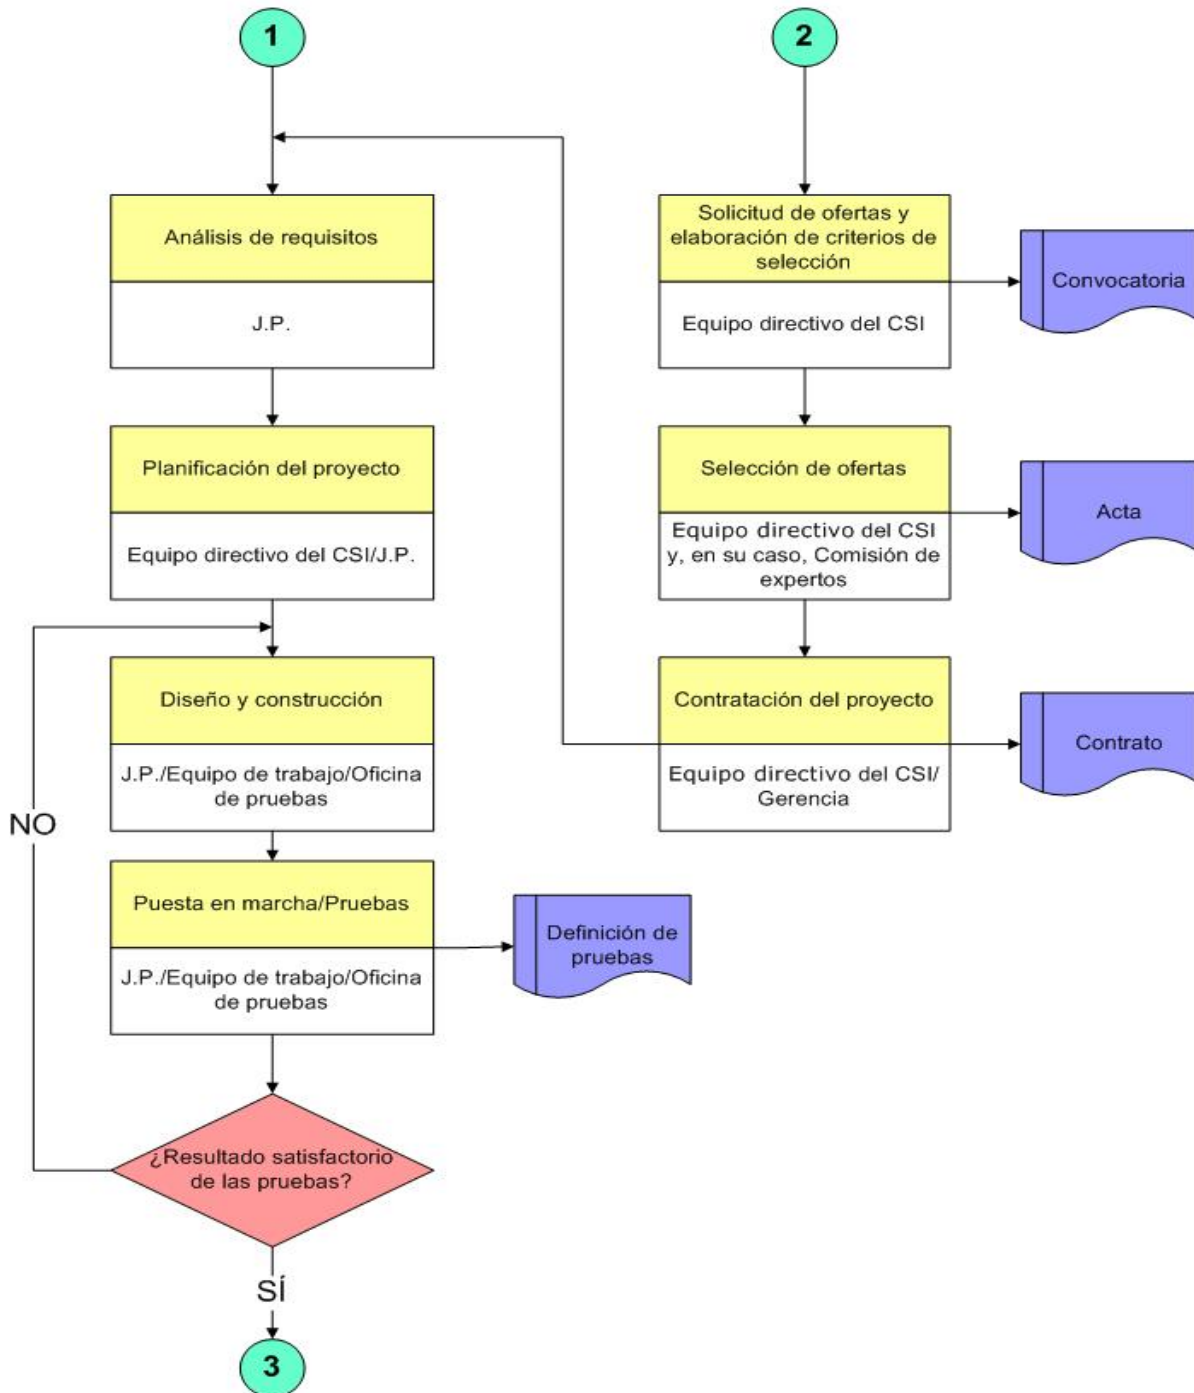 1
2
Análisis de requisitos
J.P.
Solicitud de ofertas y
elaboración de criterios de
selección
Equipo directivo del CSI
Convocatoria
Planificación del proyecto
Equipo directivo del CSI/J.P.
Selección de ofertas
Equipo directivo del CSI
y, en su caso, Comisión de
expertos
Acta
Diseño y construcción
J.P./Equipo de trabajo/Oficina
de pruebas
Contratación del proyecto
Equipo directivo del CSI/
Gerencia
Contrato
NO
Puesta en marcha/Pruebas
J.P./Equipo de trabajo/Oficina
de pruebas
Definición de
pruebas
¿Resultado satisfactorio
de las pruebas?
SÍ
3